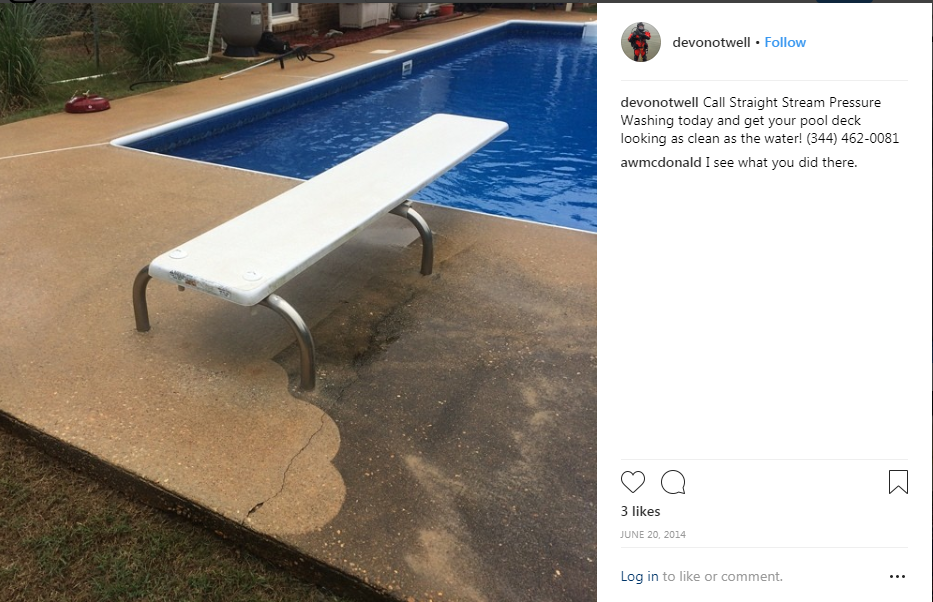 devonotwell • Follow
devonotwell Call Straight Stream Pressure
Washing today and get your pool deck
looking as clean as the water! (344) 462-0081
awmcdonald I see what you did there.
3 likes
JUNE 20, 2014
Log in to like or comment.